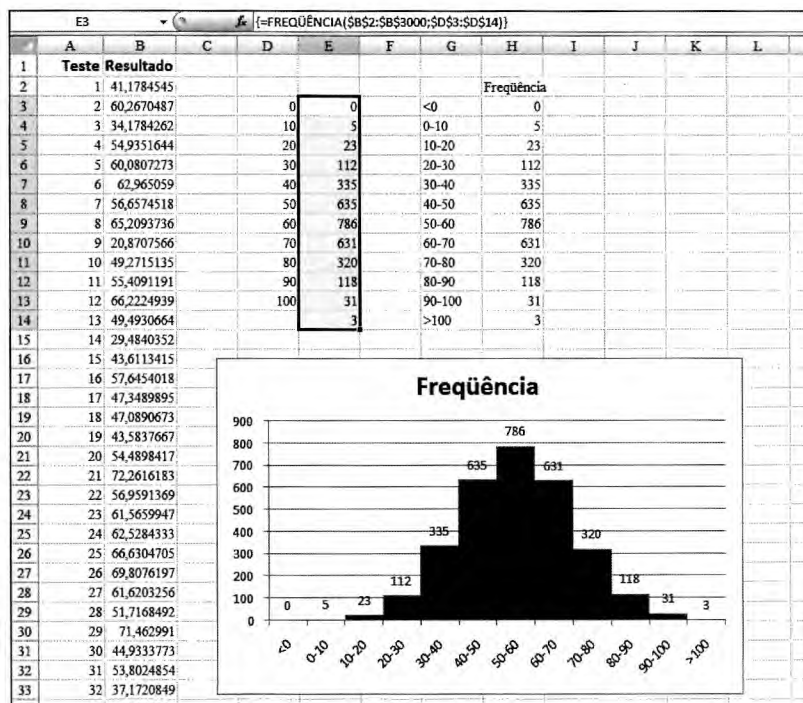 E3 fx {=FREQÜÊNCIA($B$2:$B$3000;$D$3:$D$14)}
A B C D E F G H I J K L
1 Teste Resultado
2 1 41,1784545 Freqüência
3 2 60,2670487 0 0 <0 0
4 3 34,1784262 10 5 0-10 5
5 4 54,9351644 20 23 10-20 23
6 5 60,0807273 30 112 20-30 112
7 6 62,965059 40 335 30-40 335
8 7 56,6574518 50 635 40-50 635
9 8 65,2093736 60 786 50-60 786
10 9 20,8707566 70 631 60-70 631
11 10 49,2715135 80 320 70-80 320
12 11 55,4091191 90 118 80-90 118
13 12 66,2224939 100 31 90-100 31
14 13 49,4930664 3 >100 3
15 14 29,4840352
16 15 43,6113415
17 16 57,6454018
18 17 47,3489895
19 18 47,0890673
20 19 43,5837667
21 20 54,4898417
22 21 72,2616183
23 22 56,9591369
24 23 61,5659947
25 24 62,5284333
26 25 66,6304705
27 26 69,8076197
28 27 61,6203256
29 28 51,7168492
30 29 71,462991
31 30 44,9333773
32 31 53,8024854
33 32 37,1720849
Freqüência
900
800
700
600
500
400
300
200
100
0
0 5 23 112 335 635 786 631 320 118 31 3
<0 0-10 10-20 20-30 30-40 40-50 50-60 60-70 70-80 80-90 90-100 >100